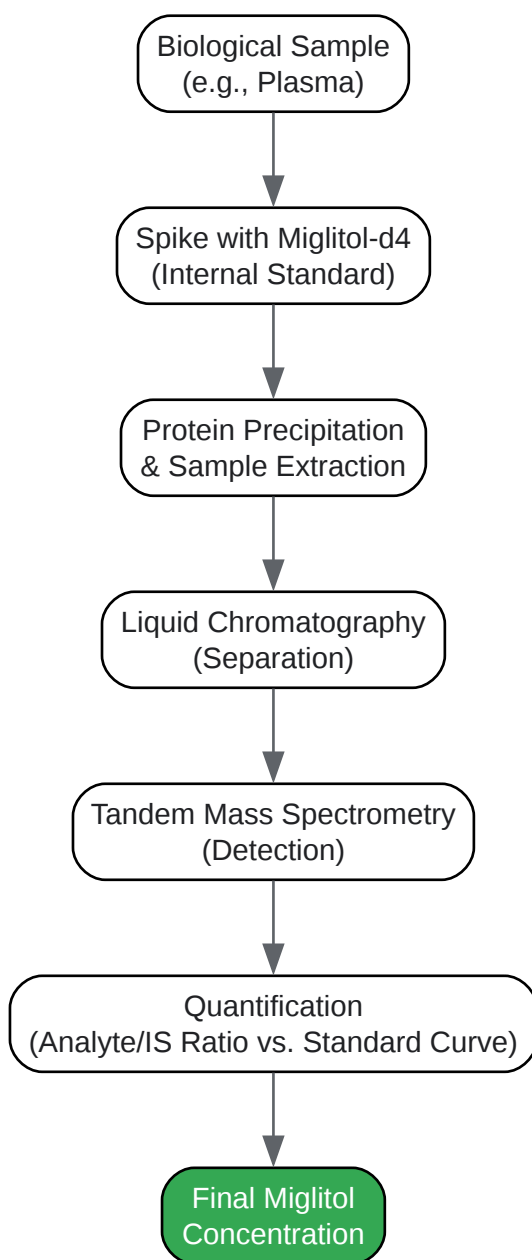 Biological Sample
(e.g., Plasma)
Spike with Miglitol-d4
(Internal Standard)
Protein Precipitation
& Sample Extraction
Liquid Chromatography
(Separation)
Tandem Mass Spectrometry
(Detection)
Quantification
(Analyte/IS Ratio vs. Standard Curve)
Final Miglitol
Concentration